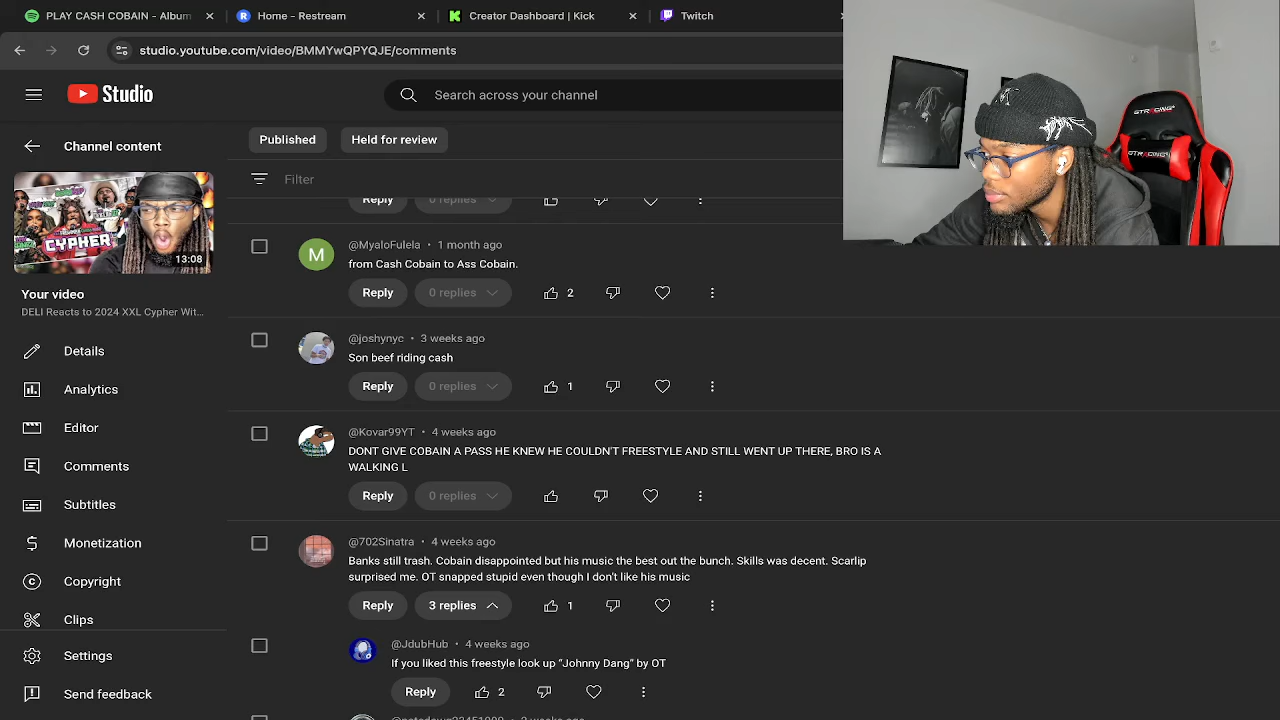 PLAY CASH COBAIN - Album
Home - Restream
Creator Dashboard | Kick
Twitch
studio.youtube.com/video/BMMYwQPYQJE/comments
Studio
Search across your channel
Channel content
Published
Held for review
Filter
CYPHER
13:08
Reply
0 replies
@MyaloFulela • 1 month ago
from Cash Cobain to Ass Cobain.
Reply
0 replies
2
Your video
DELI Reacts to 2024 XXL Cypher Wit...
Details
Analytics
Editor
Comments
Subtitles
Monetization
Copyright
Clips
Settings
Send feedback
@joshynyc • 3 weeks ago
Son beef riding cash
Reply
0 replies
1
@Kovar99YT • 4 weeks ago
DONT GIVE COBAIN A PASS HE KNEW HE COULDN'T FREESTYLE AND STILL WENT UP THERE, BRO IS A
WALKING L
Reply
0 replies
@702Sinatra • 4 weeks ago
Banks still trash. Cobain disappointed but his music the best out the bunch. Skills was decent. Scarlip
surprised me. OT snapped stupid even though I don't like his music
Reply
3 replies
1
@JdubHub • 4 weeks ago
If you liked this freestyle look up “Johnny Dang” by OT
Reply
2
GTRACING
GTRACING
M